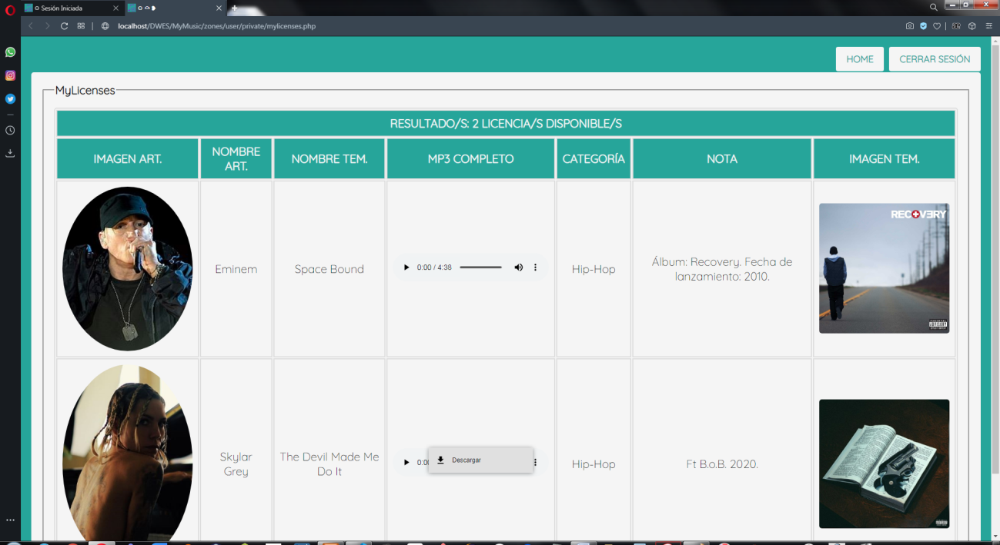 Sesión Iniciada
localhost/DWES/MyMusic/zones/user/private/mylicenses.php
HOME
CERRAR SESIÓN
MyLicenses
RESULTADO/S: 2 LICENCIA/S DISPONIBLE/S
IMAGEN ART.
NOMBRE
ART.
NOMBRE TEM.
MP3 COMPLETO
CATEGORÍA
NOTA
IMAGEN TEM.
Eminem
Space Bound
0:00 / 4:38
Hip-Hop
Álbum: Recovery. Fecha de
lanzamiento: 2010.
RECOVERY
Skylar
Grey
The Devil Made Me
Do It
0:00
Descargar
Hip-Hop
Ft B.o.B. 2020.